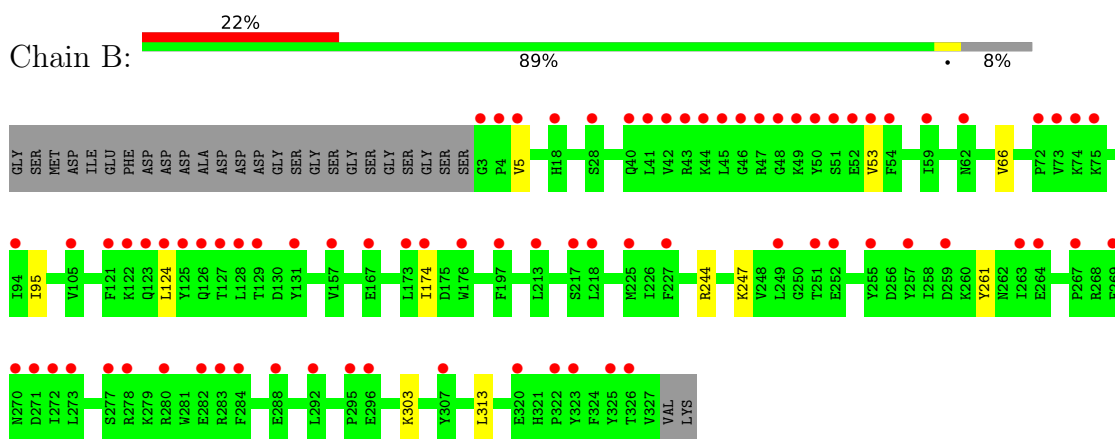 22%
Chain B:
89%
8%
GLY SER MET ASP ILE GLU PHE ASP ASP ASP ALA ASP ASP ASP GLY SER GLY SER GLY SER GLY SER GLY SER SER G3 P4 V5 H18 S28 Q40 L41 V42 R43 K44 L45 G46 R47 G48 K49 Y50 S51 E52 V53 F54 I59 N62 V66 P72 V73 K74 K75
I94 I95 V105 F121 K122 Q123 L124 Y125 Q126 T127 L128 T129 D130 Y131 V157 E167 L173 I174 D175 W176 F197 L213 S217 L218 M225 I226 F227 R244 K247 V248 L249 G250 T251 E252 Y255 D256 Y257 I258 D259 K260 Y261 N262 I263 E264 P267 R268
N270 D271 I272 L273 S277 R278 K279 R280 W281 E282 R283 F284 E288 L292 P295 E296 K303 Y307 L313 E320 H321 P322 Y323 F324 Y325 T326 V327 VAL LYS